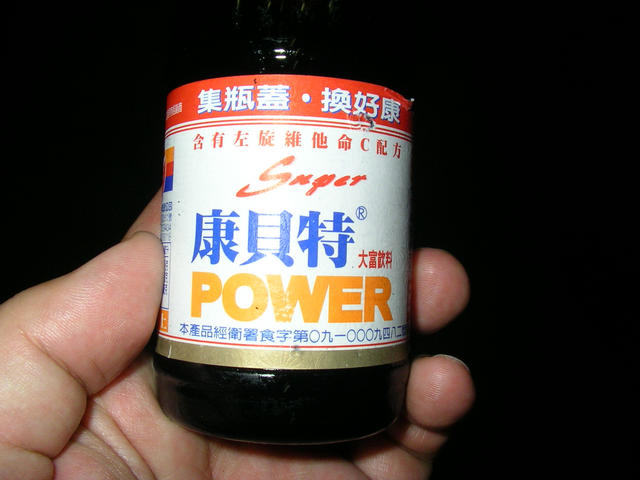 集瓶蓋・換好康
含有左旋維他命C配方
Super
康貝特®
大富飲料
POWER
本產品經衛署食字第〇九一〇〇〇九四八二